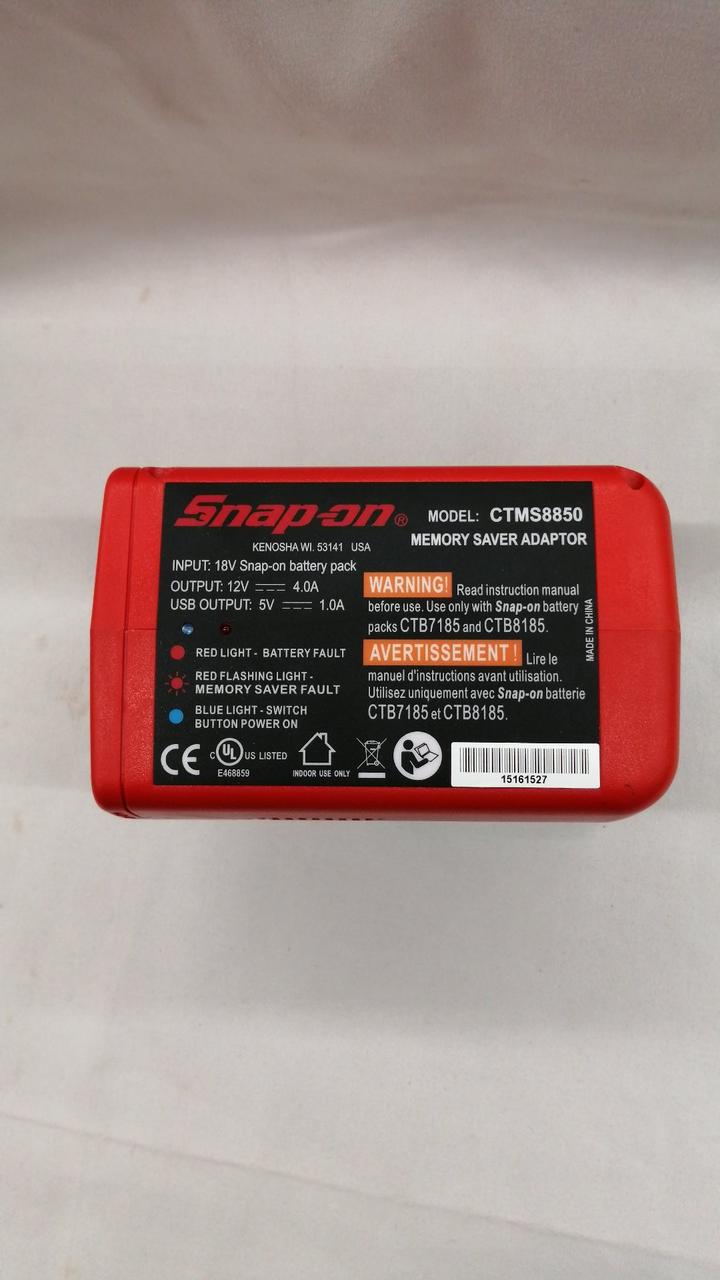 Snap-on®
MODEL: CTMS8850
KENOSHA WI. 53141 USA
MEMORY SAVER ADAPTOR
INPUT: 18V Snap-on battery pack
OUTPUT: 12V ⎓ 4.0A
USB OUTPUT: 5V ⎓ 1.0A
RED LIGHT - BATTERY FAULT
RED FLASHING LIGHT -
MEMORY SAVER FAULT
BLUE LIGHT - SWITCH
BUTTON POWER ON
WARNING! Read instruction manual
before use. Use only with Snap-on battery
packs CTB7185 and CTB8185.
AVERTISSEMENT! Lire le
manuel d'instructions avant utilisation.
Utilisez uniquement avec Snap-on batterie
CTB7185 et CTB8185.
MADE IN CHINA
CE
C UL US LISTED
E468859
INDOOR USE ONLY
15161527